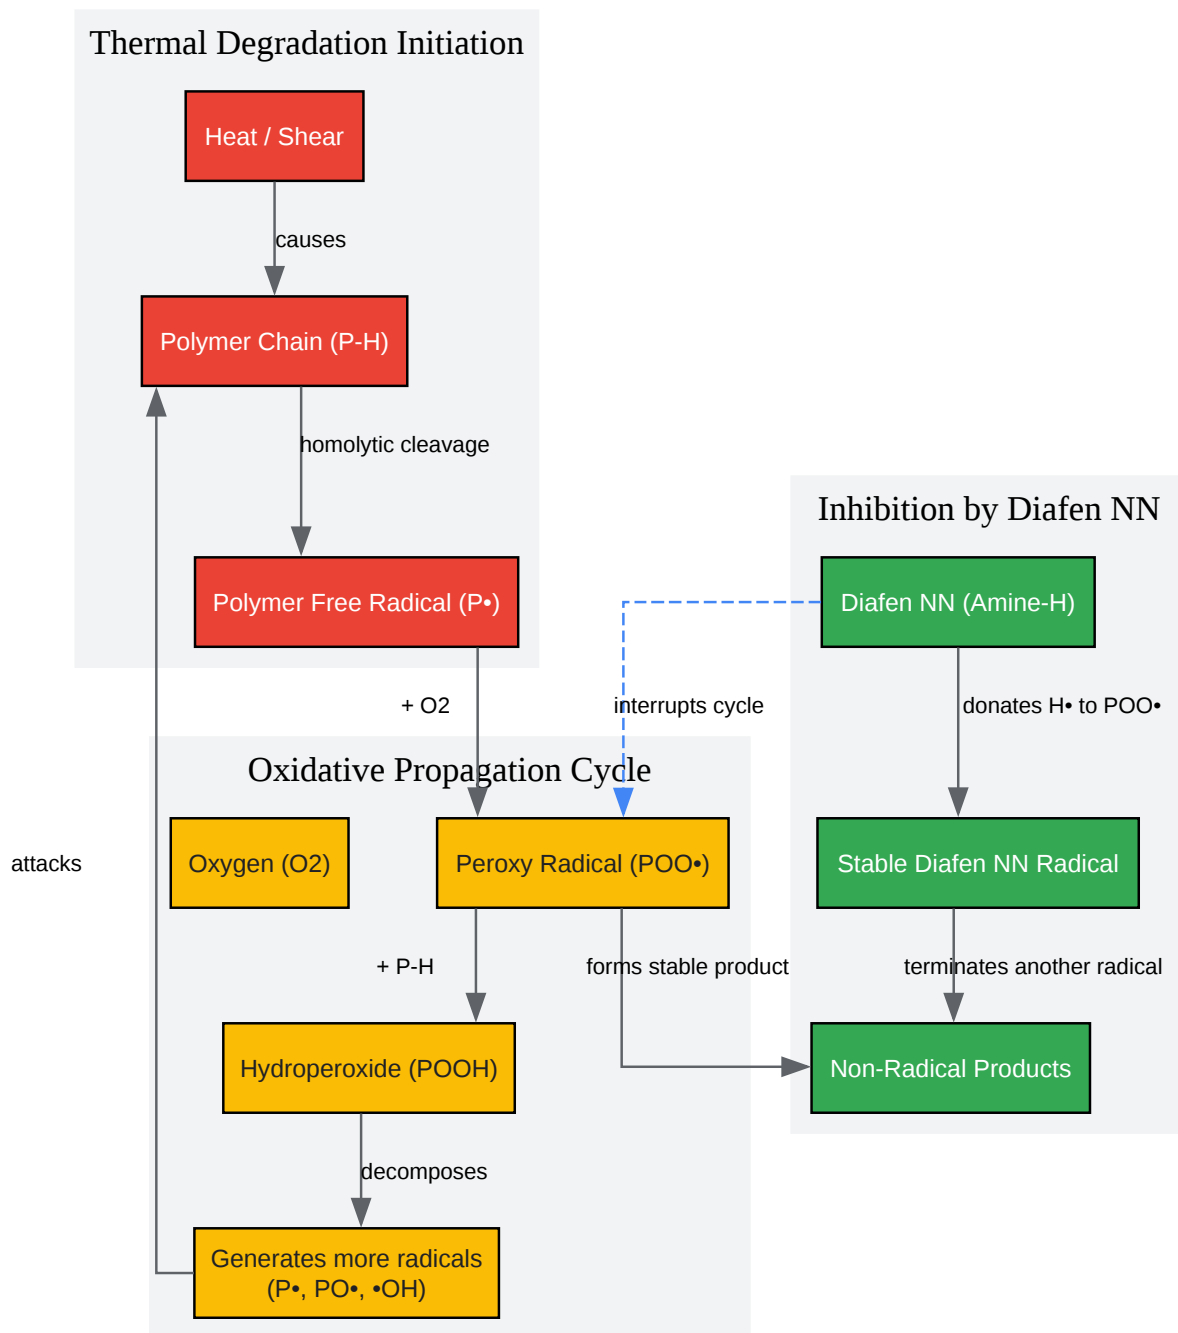 Thermal Degradation Initiation
Heat / Shear
causes
Polymer Chain (P-H)
homolytic cleavage
Polymer Free Radical (P•)
+ O2
Inhibition by Diafen NN
Diafen NN (Amine-H)
interrupts cycle
donates H• to POO•
Oxidative Propagation Cycle
attacks
Oxygen (O2)
Peroxy Radical (POO•)
Stable Diafen NN Radical
+ P-H
forms stable product
terminates another radical
Hydroperoxide (POOH)
Non-Radical Products
decomposes
Generates more radicals
(P•, PO•, •OH)